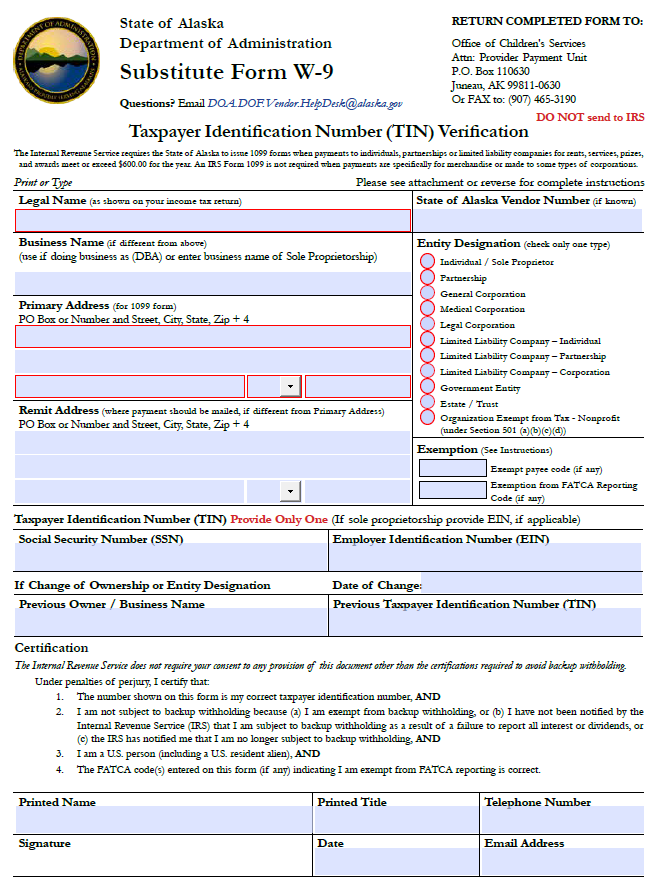 State of Alaska
Department of Administration
Substitute Form W-9
Questions? Email DOA.DOF.Vendor.HelpDesk@alaska.gov
RETURN COMPLETED FORM TO:
Office of Children's Services
Attn: Provider Payment Unit
P.O. Box 110630
Juneau, AK 99811-0630
Or FAX to: (907) 465-3190
DO NOT send to IRS
Taxpayer Identification Number (TIN) Verification
The Internal Revenue Service requires the State of Alaska to issue 1099 forms when payments to individuals, partnerships or limited liability companies for rents, services, prizes,
and awards meet or exceed $600.00 for the year. An IRS Form 1099 is not required when payments are specifically for merchandise or made to some types of corporations.
Print or Type
Please see attachment or reverse for complete instructions
Legal Name (as shown on your income tax return)
State of Alaska Vendor Number (if known)
Business Name (if different from above)
(use if doing business as (DBA) or enter business name of Sole Proprietorship)
Entity Designation (check only one type)
Individual / Sole Proprietor
Partnership
General Corporation
Medical Corporation
Legal Corporation
Limited Liability Company – Individual
Limited Liability Company – Partnership
Limited Liability Company – Corporation
Government Entity
Estate / Trust
Organization Exempt from Tax - Nonprofit
(under Section 501 (a)(b)(c)(d))
Primary Address (for 1099 form)
PO Box or Number and Street, City, State, Zip + 4
Remit Address (where payment should be mailed, if different from Primary Address)
PO Box or Number and Street, City, State, Zip + 4
Exemption (See Instructions)
Exempt payee code (if any)
Exemption from FATCA Reporting
Code (if any)
Taxpayer Identification Number (TIN) Provide Only One (If sole proprietorship provide EIN, if applicable)
Social Security Number (SSN)
Employer Identification Number (EIN)
If Change of Ownership or Entity Designation
Date of Change:
Previous Owner / Business Name
Previous Taxpayer Identification Number (TIN)
Certification
The Internal Revenue Service does not require your consent to any provision of this document other than the certifications required to avoid backup withholding.
Under penalties of perjury, I certify that:
1. The number shown on this form is my correct taxpayer identification number, AND
2. I am not subject to backup withholding because (a) I am exempt from backup withholding, or (b) I have not been notified by the
Internal Revenue Service (IRS) that I am subject to backup withholding as a result of a failure to report all interest or dividends, or
(c) the IRS has notified me that I am no longer subject to backup withholding, AND
3. I am a U.S. person (including a U.S. resident alien), AND
4. The FATCA code(s) entered on this form (if any) indicating I am exempt from FATCA reporting is correct.
Printed Name
Printed Title
Telephone Number
Signature
Date
Email Address